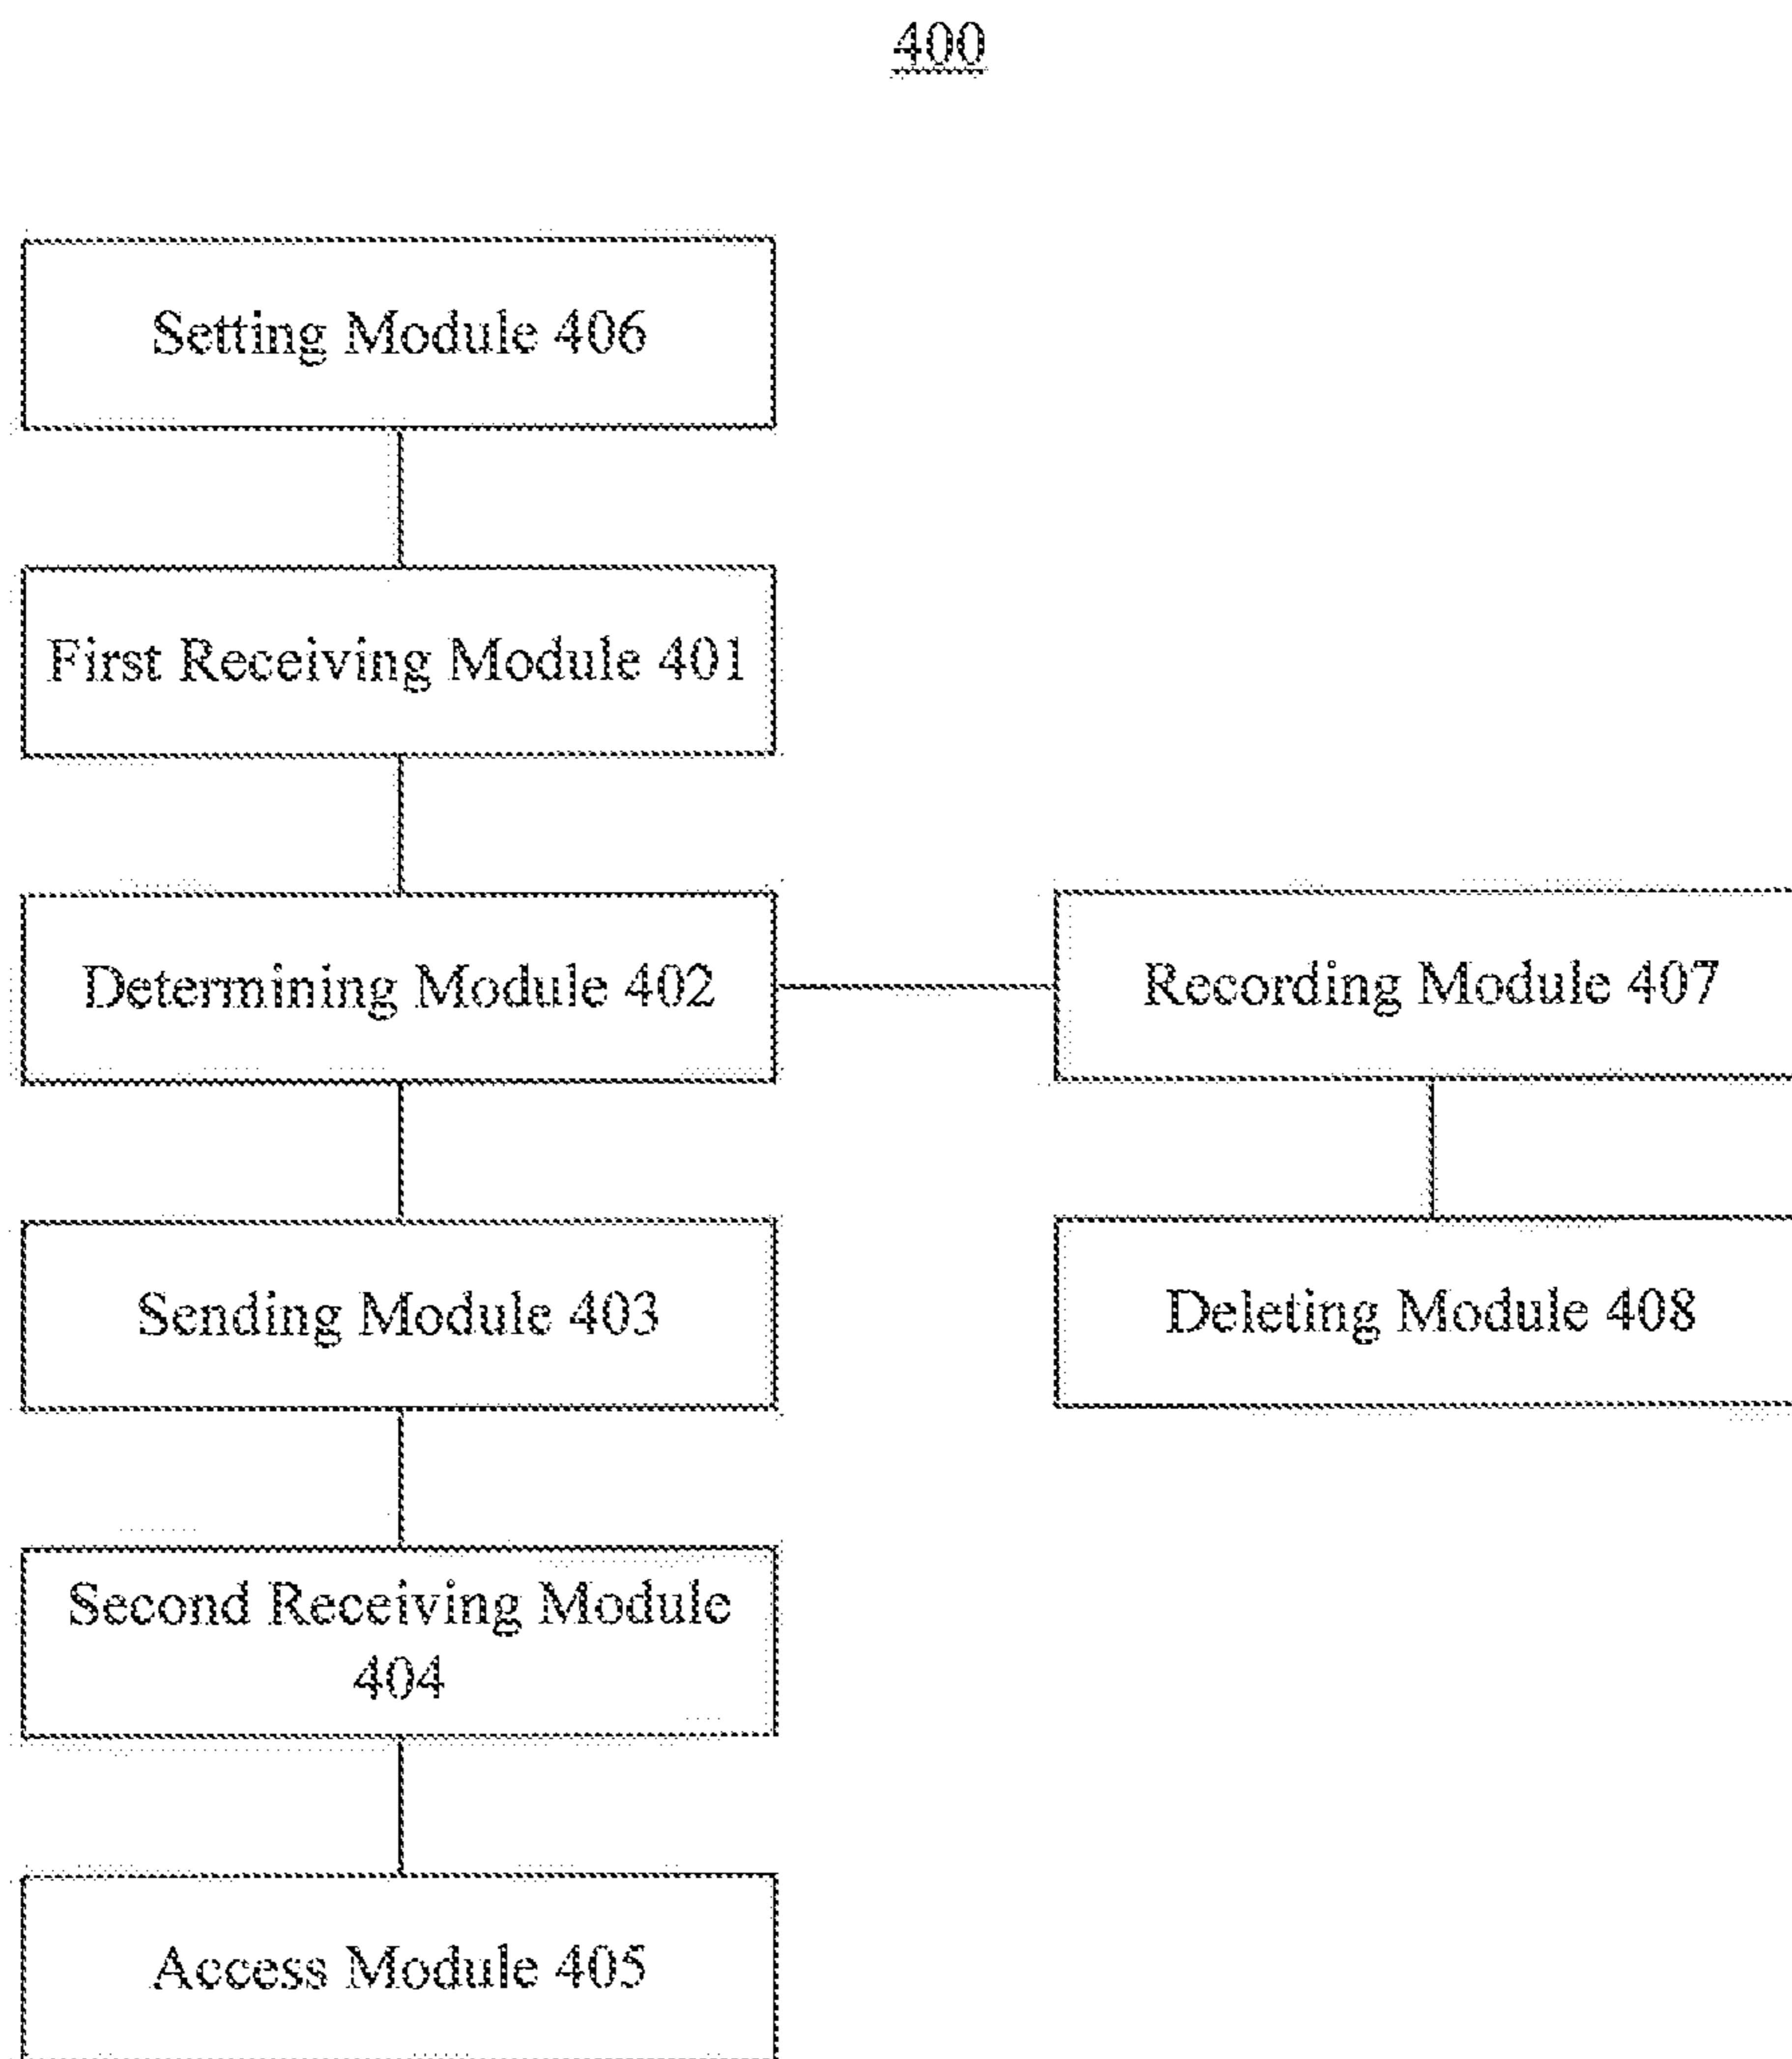 400
Setting Module 406
First Receiving Module 401
Determining Module 402
Recording Module 407
Sending Module 403
Deleting Module 408
Second Receiving Module
404
Access Module 405